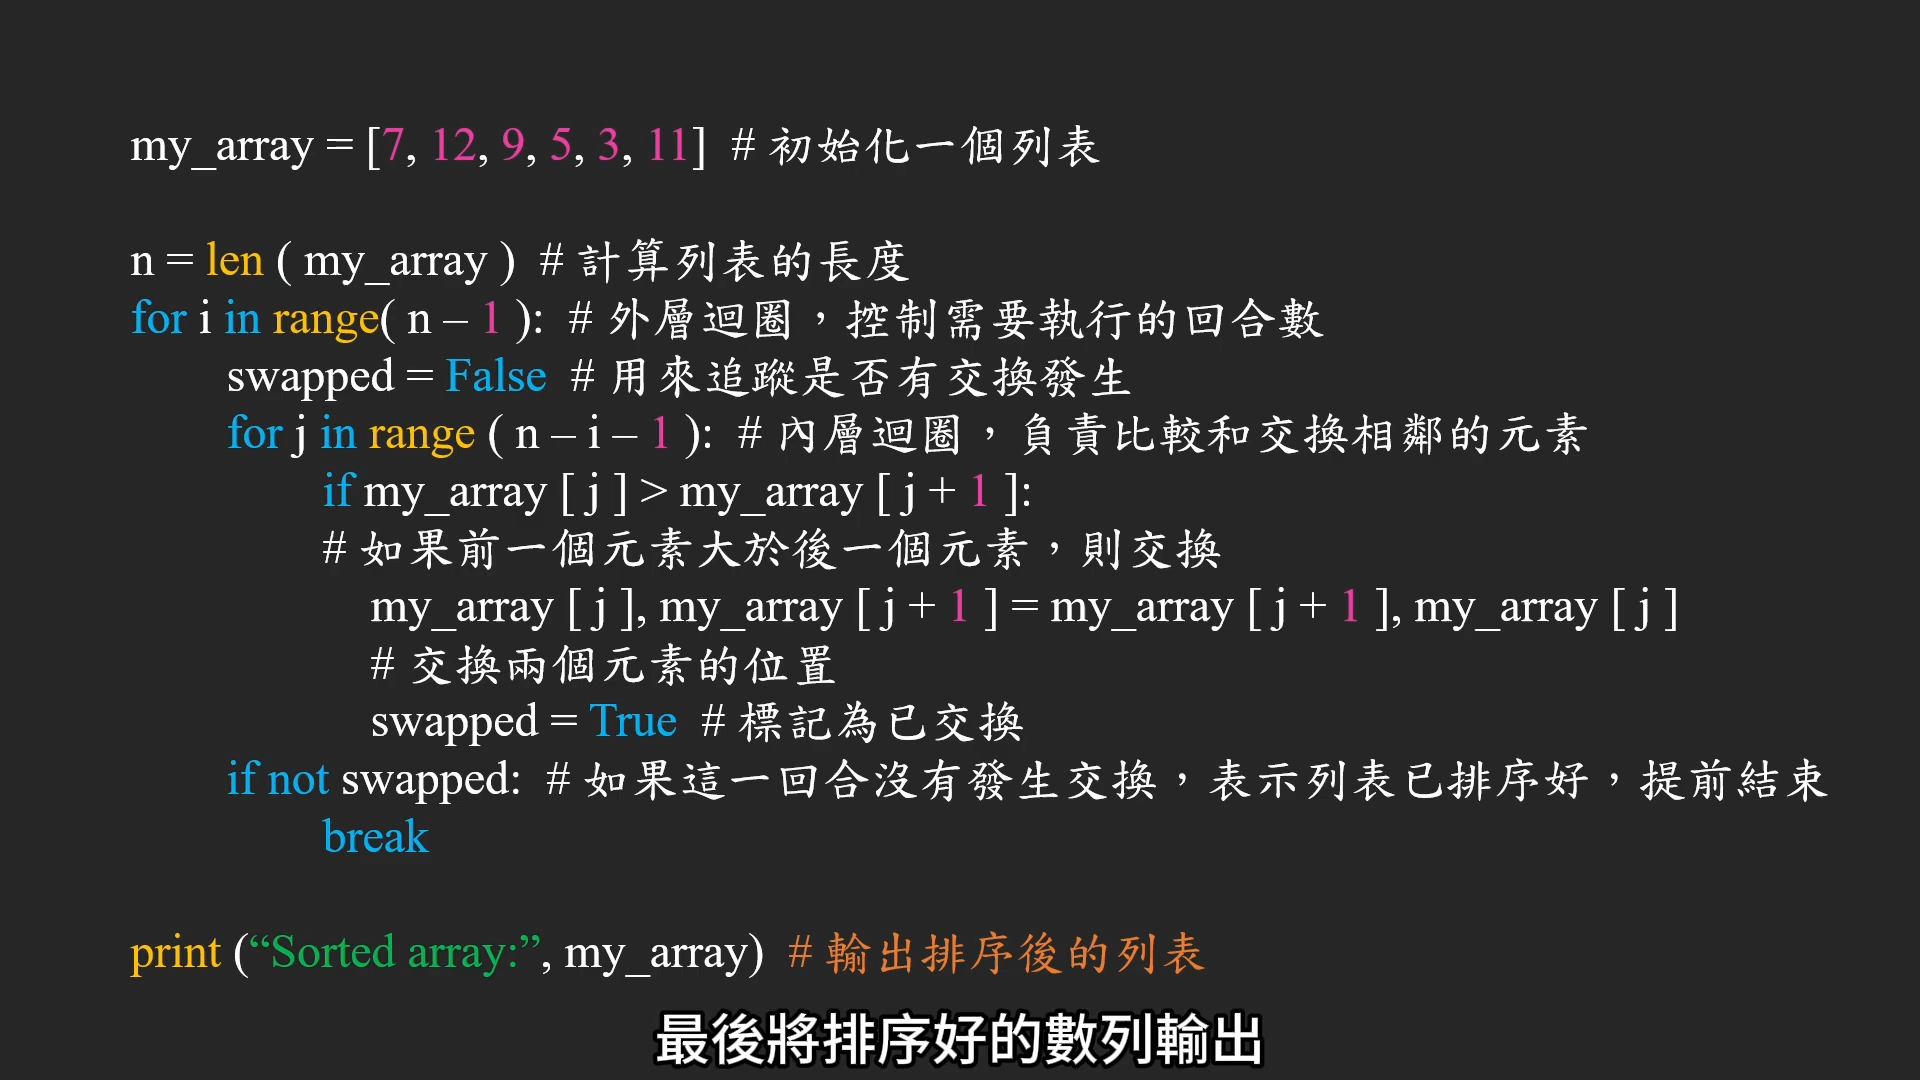 my_array = [7, 12, 9, 5, 3, 11]  # 初始化一個列表
n = len ( my_array )  # 計算列表的長度
for i in range( n – 1 ):  # 外層迴圈，控制需要執行的回合數
swapped = False  # 用來追蹤是否有交換發生
for j in range ( n – i – 1 ):  # 內層迴圈，負責比較和交換相鄰的元素
if my_array [ j ] > my_array [ j + 1 ]:
# 如果前一個元素大於後一個元素，則交換
my_array [ j ], my_array [ j + 1 ] = my_array [ j + 1 ], my_array [ j ]
# 交換兩個元素的位置
swapped = True  # 標記為已交換
if not swapped:  # 如果這一回合沒有發生交換，表示列表已排序好，提前結束
break
print (“Sorted array:”, my_array)  # 輸出排序後的列表
最後將排序好的數列輸出